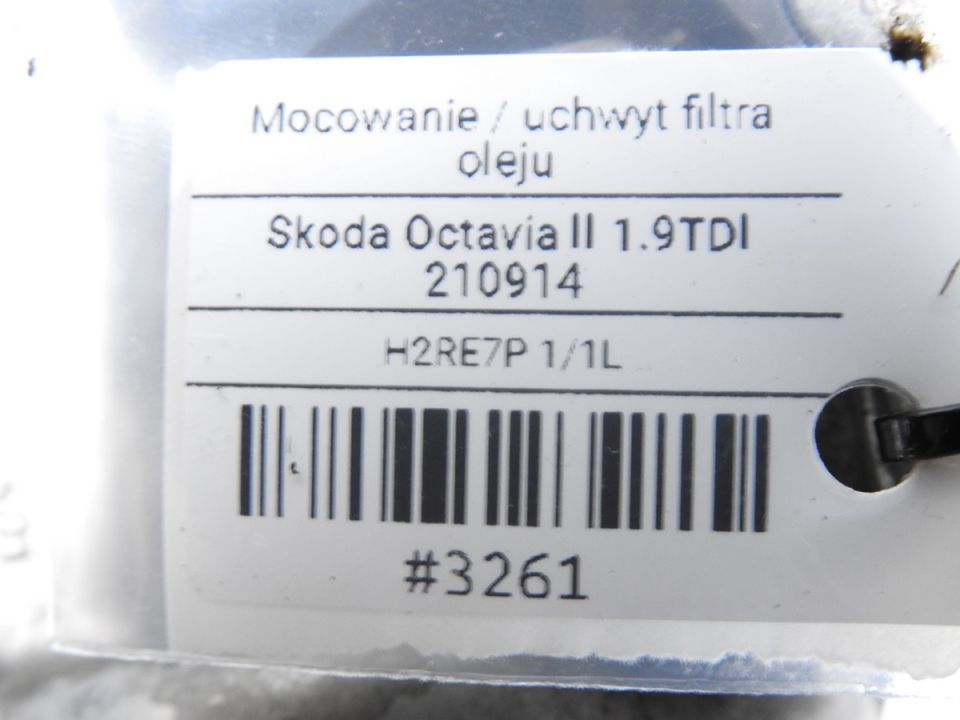 Mocowanie / uchwyt filtra
oleju
Skoda Octavia II 1.9TDI
210914
H2RE7P 1/1L
#3261